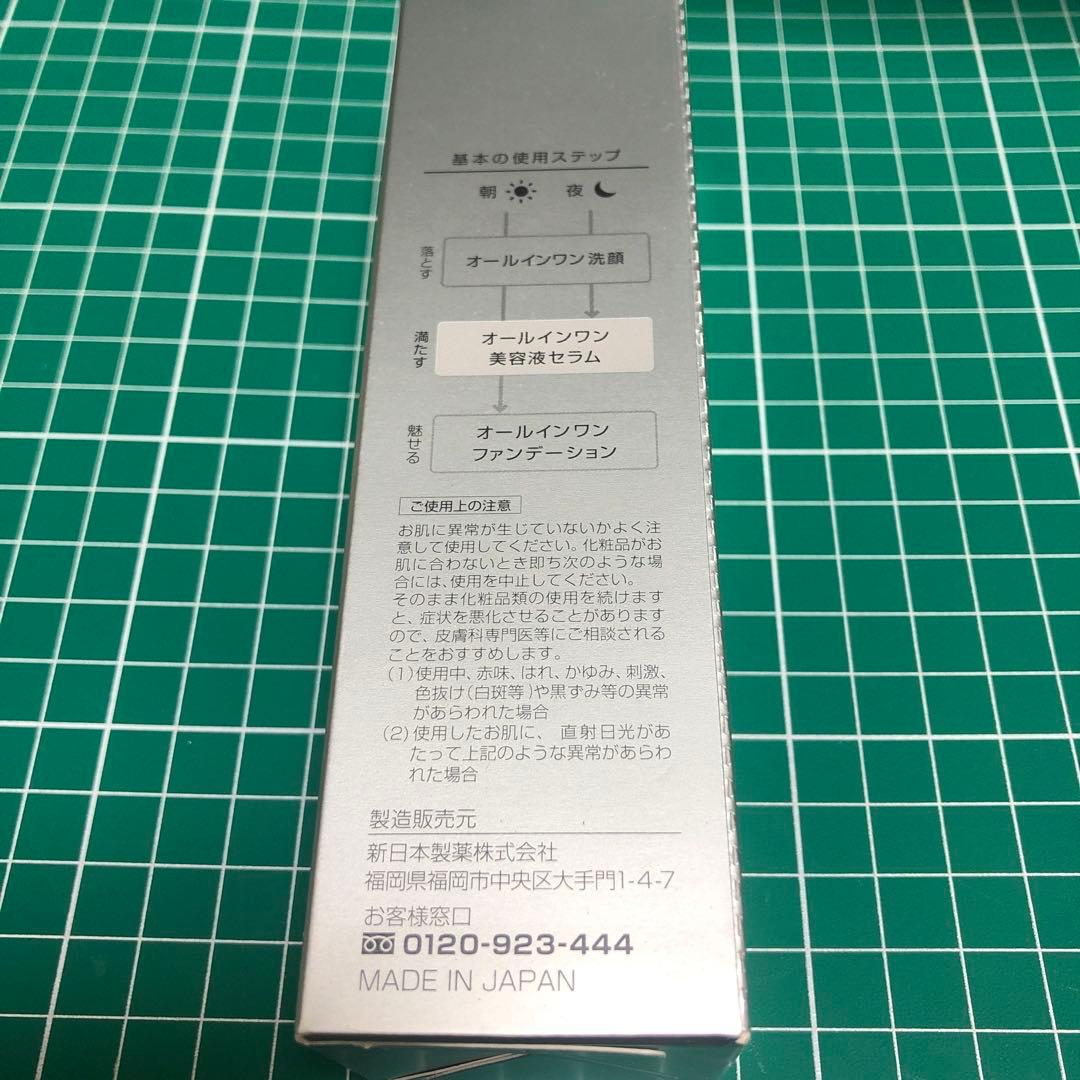 基本の使用ステップ
朝 夜
落とす
オールインワン洗顔
満たす
オールインワン
美容液セラム
魅せる
オールインワン
ファンデーション
ご使用上の注意
お肌に異常が生じていないかよく注
意して使用してください。化粧品がお
肌に合わないとき即ち次のような場
合には、使用を中止してください。
そのまま化粧品類の使用を続けます
と、症状を悪化させることがあります
ので、皮膚科専門医等にご相談される
ことをおすすめします。
(1)使用中、赤味、はれ、かゆみ、刺激、
色抜け(白斑等)や黒ずみ等の異常
があらわれた場合
(2)使用したお肌に、直射日光があ
たって上記のような異常があらわ
れた場合
製造販売元
新日本製薬株式会社
福岡県福岡市中央区大手門1-4-7
お客様窓口
0120-923-444
MADE IN JAPAN